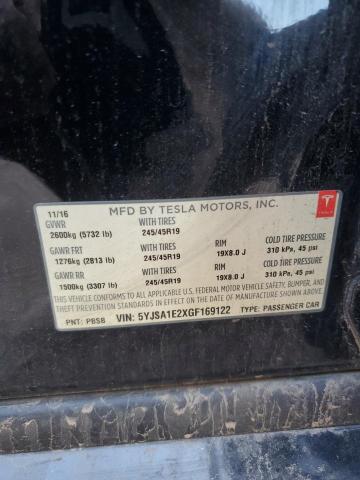 11/16 MFD BY TESLA MOTORS, INC.
GVWR WITH TIRES
2600kg (5732 lb) 245/45R19
GAWR FRT WITH TIRES RIM COLD TIRE PRESSURE
1276kg (2813 lb) 245/45R19 19X8.0 J 310 kPa, 45 psi
GAWR RR WITH TIRES RIM COLD TIRE PRESSURE
1500kg (3307 lb) 245/45R19 19X8.0 J 310 kPa, 45 psi
THIS VEHICLE CONFORMS TO ALL APPLICABLE U.S. FEDERAL MOTOR VEHICLE SAFETY, BUMPER, AND
THEFT PREVENTION STANDARDS IN EFFECT ON THE DATE OF MANUFACTURE SHOWN ABOVE.
PNT: PBSB VIN: 5YJSA1E2XGF169122 TYPE: PASSENGER CAR
TESLA